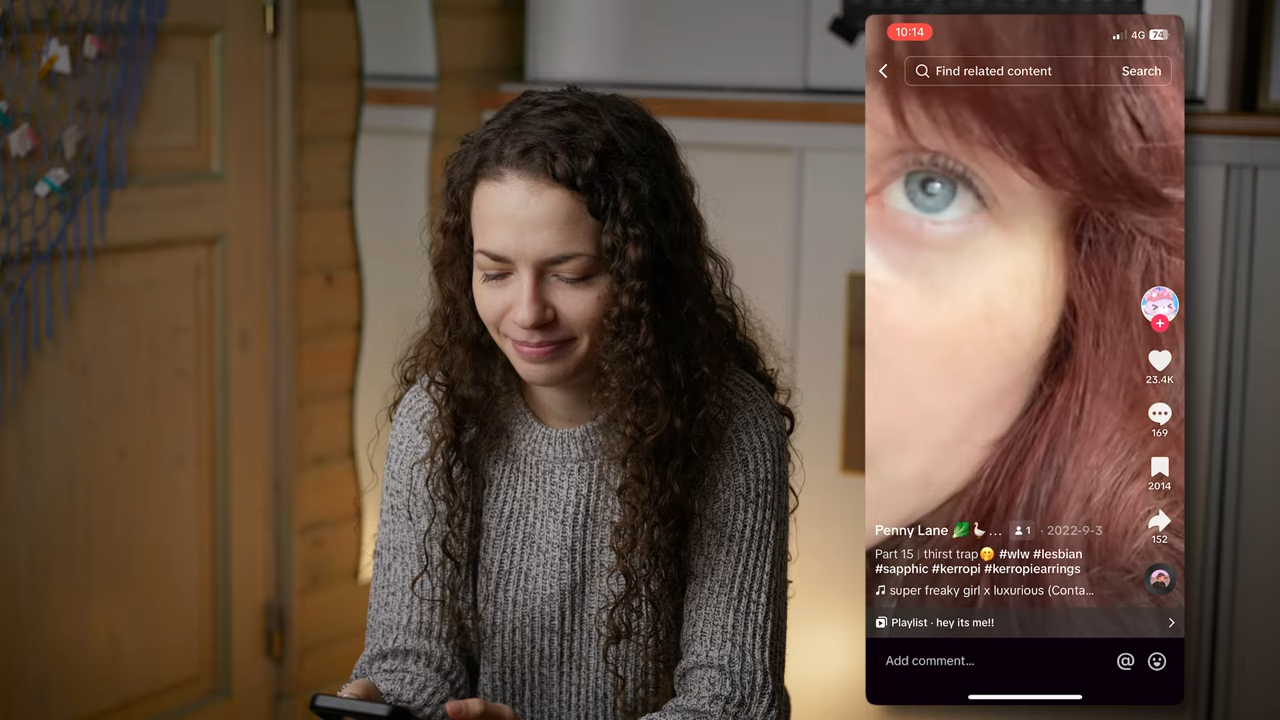 10:14
4G
74
Find related content
Search
23.4K
169
2014
152
Penny Lane 🥬🦆... 1 · 2022-9-3
Part 15 | thirst trap🤭 #wlw #lesbian
#sapphic #kerropi #kerropiearrings
super freaky girl x luxurious (Conta...
Playlist · hey its me!!
Add comment...
@